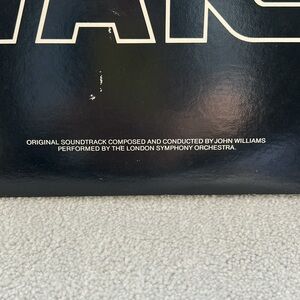 ORIGINAL SOUNDTRACK COMPOSED AND CONDUCTED BY JOHN WILLIAMS
PERFORMED BY THE LONDON SYMPHONY ORCHESTRA.